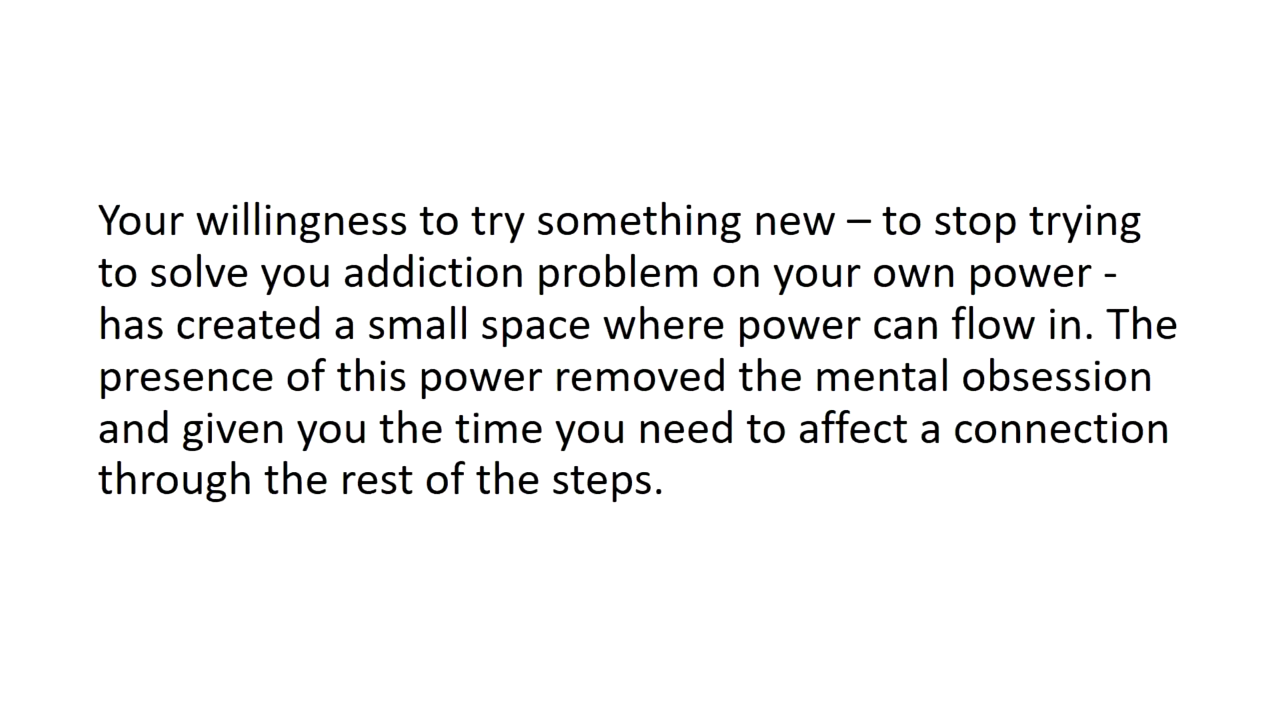 Your willingness to try something new – to stop trying
to solve you addiction problem on your own power -
has created a small space where power can flow in. The
presence of this power removed the mental obsession
and given you the time you need to affect a connection
through the rest of the steps.